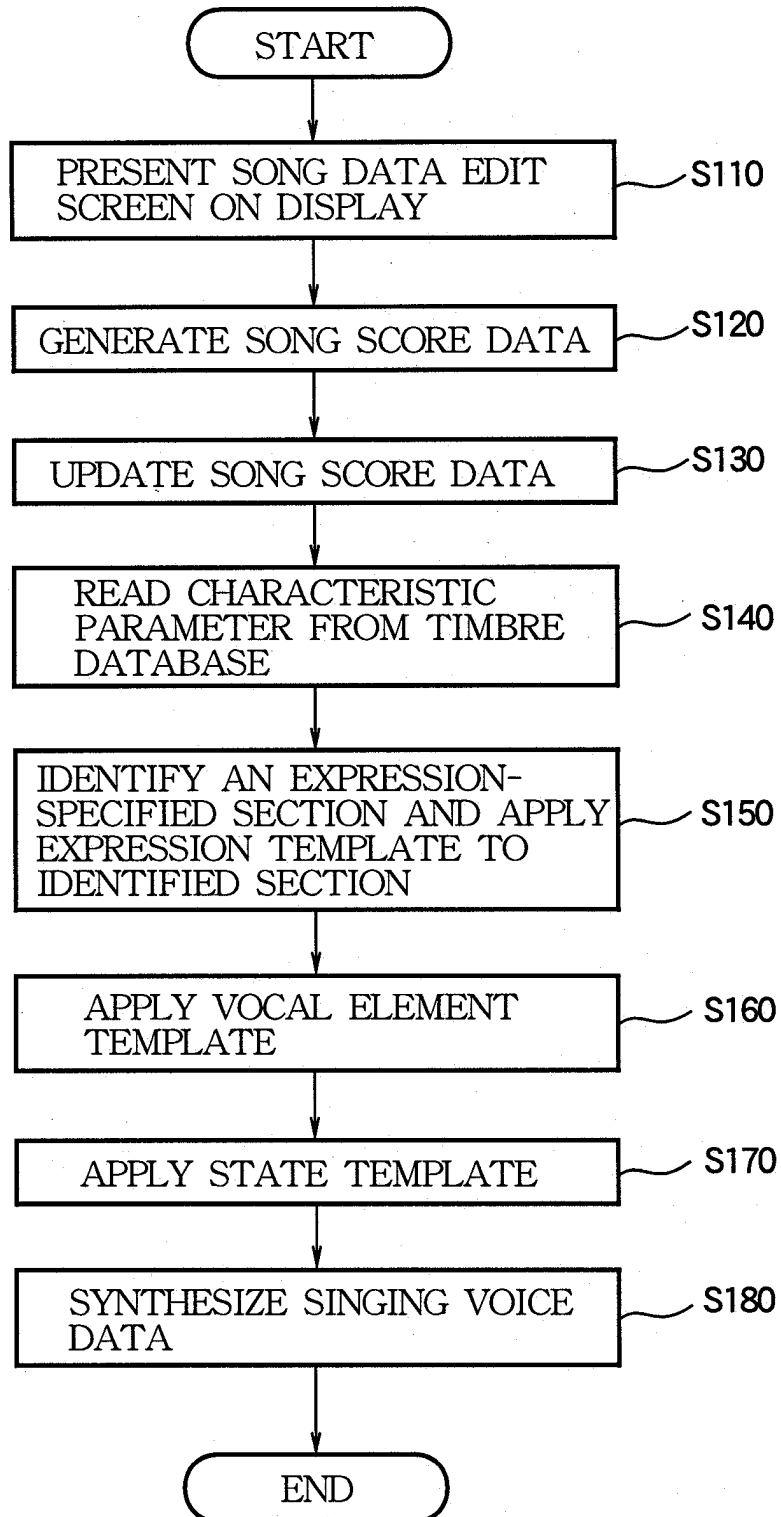 START
PRESENT SONG DATA EDIT
SCREEN ON DISPLAY
S110
GENERATE SONG SCORE DATA
S120
UPDATE SONG SCORE DATA
S130
READ CHARACTERISTIC
PARAMETER FROM TIMBRE
DATABASE
S140
IDENTIFY AN EXPRESSION-
SPECIFIED SECTION AND APPLY
EXPRESSION TEMPLATE TO
IDENTIFIED SECTION
S150
APPLY VOCAL ELEMENT
TEMPLATE
S160
APPLY STATE TEMPLATE
S170
SYNTHESIZE SINGING VOICE
DATA
S180
END